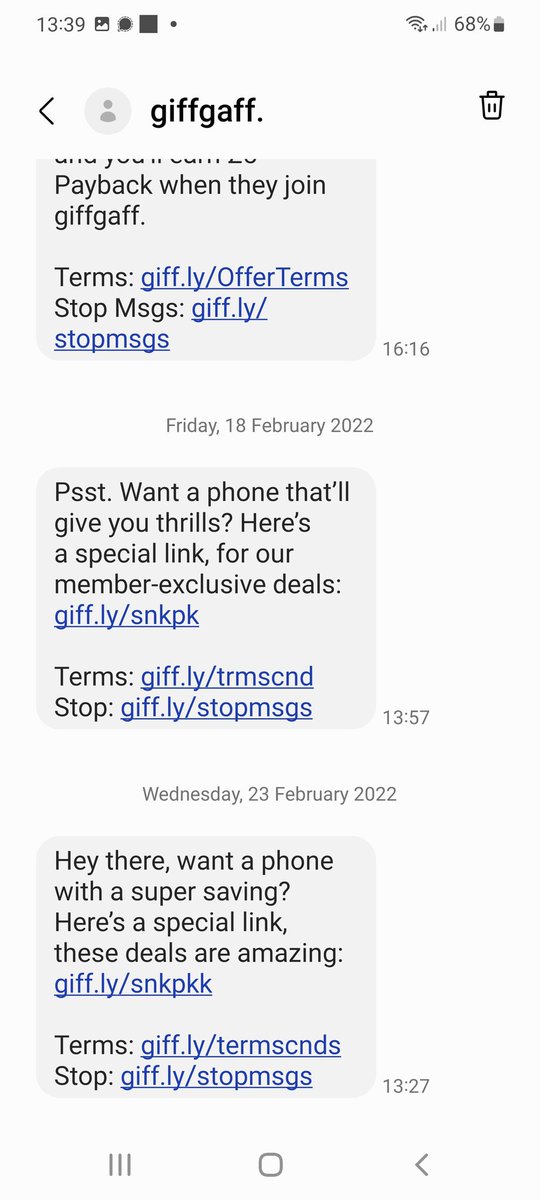 13:39
68%
giffgaff.
Payback when they join
giffgaff.
Terms: giff.ly/OfferTerms
Stop Msgs: giff.ly/
stopmsgs
16:16
Friday, 18 February 2022
Psst. Want a phone that’ll
give you thrills? Here’s
a special link, for our
member-exclusive deals:
giff.ly/snkpk
Terms: giff.ly/trmscnd
Stop: giff.ly/stopmsgs
13:57
Wednesday, 23 February 2022
Hey there, want a phone
with a super saving?
Here’s a special link,
these deals are amazing:
giff.ly/snkpkk
Terms: giff.ly/termscnds
Stop: giff.ly/stopmsgs
13:27